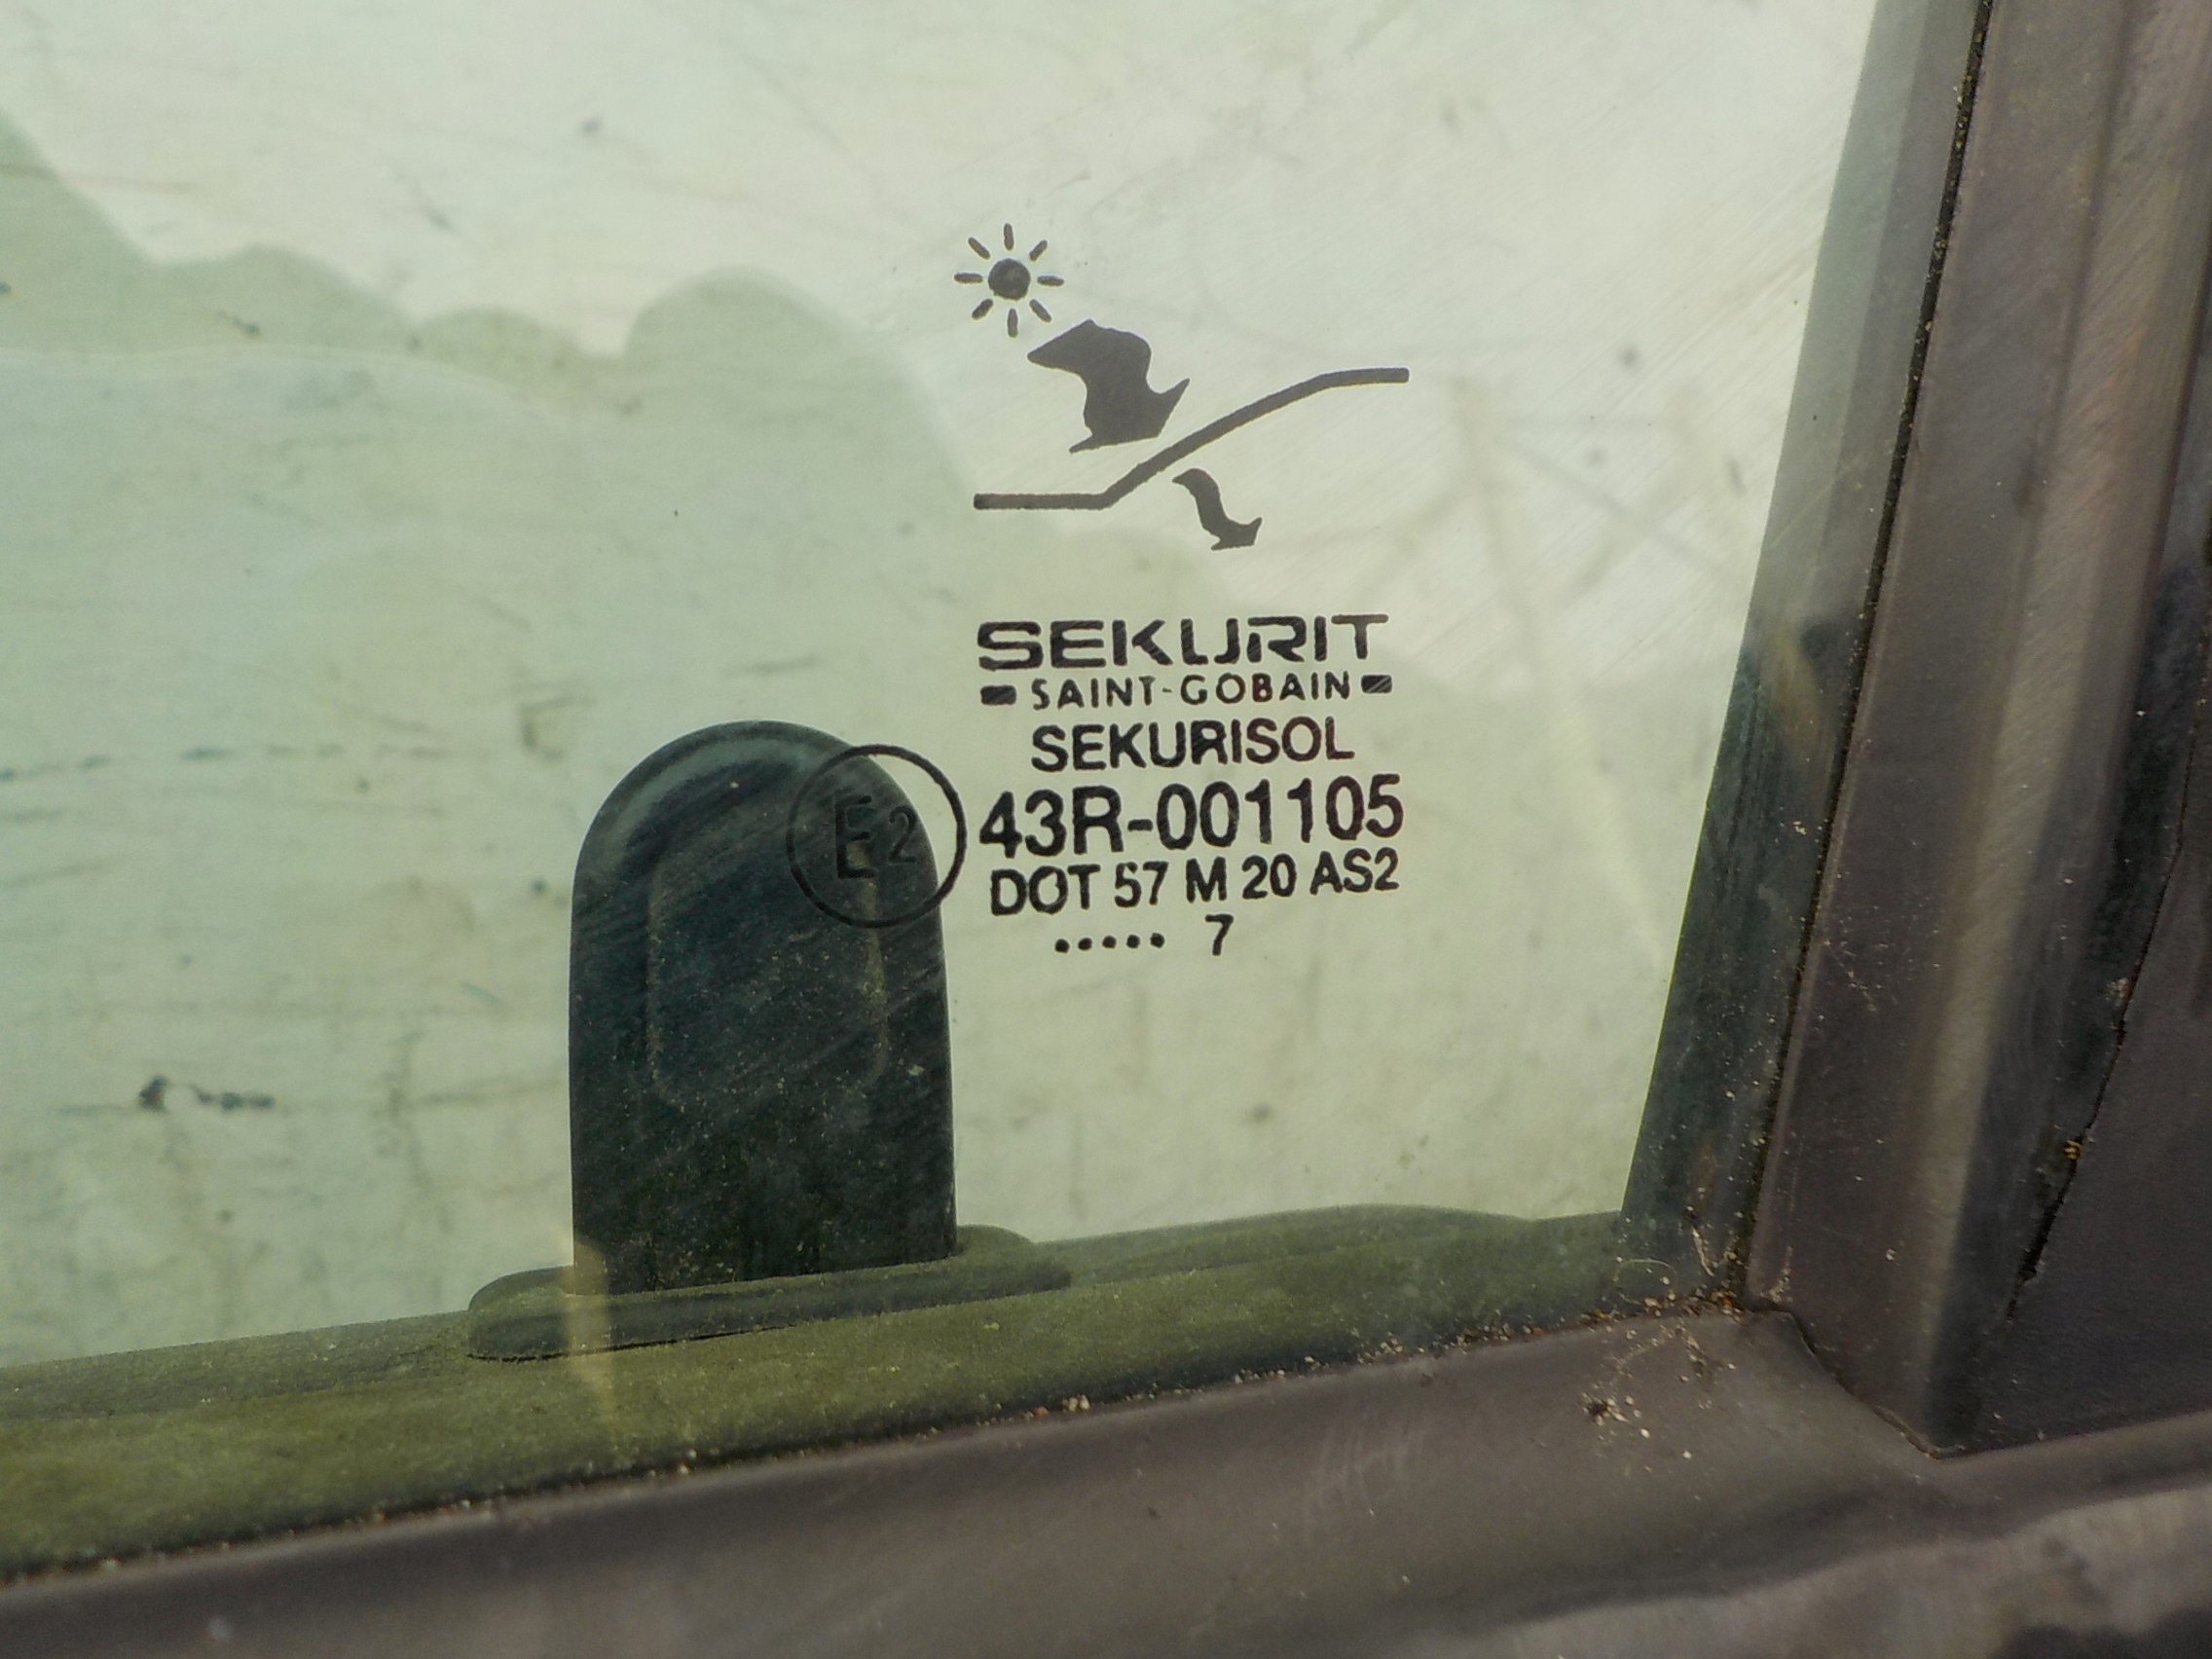 SEKURIT
SAINT-GOBAIN
SEKURISOL
E2 43R-001105
DOT 57 M 20 AS2
..... 7